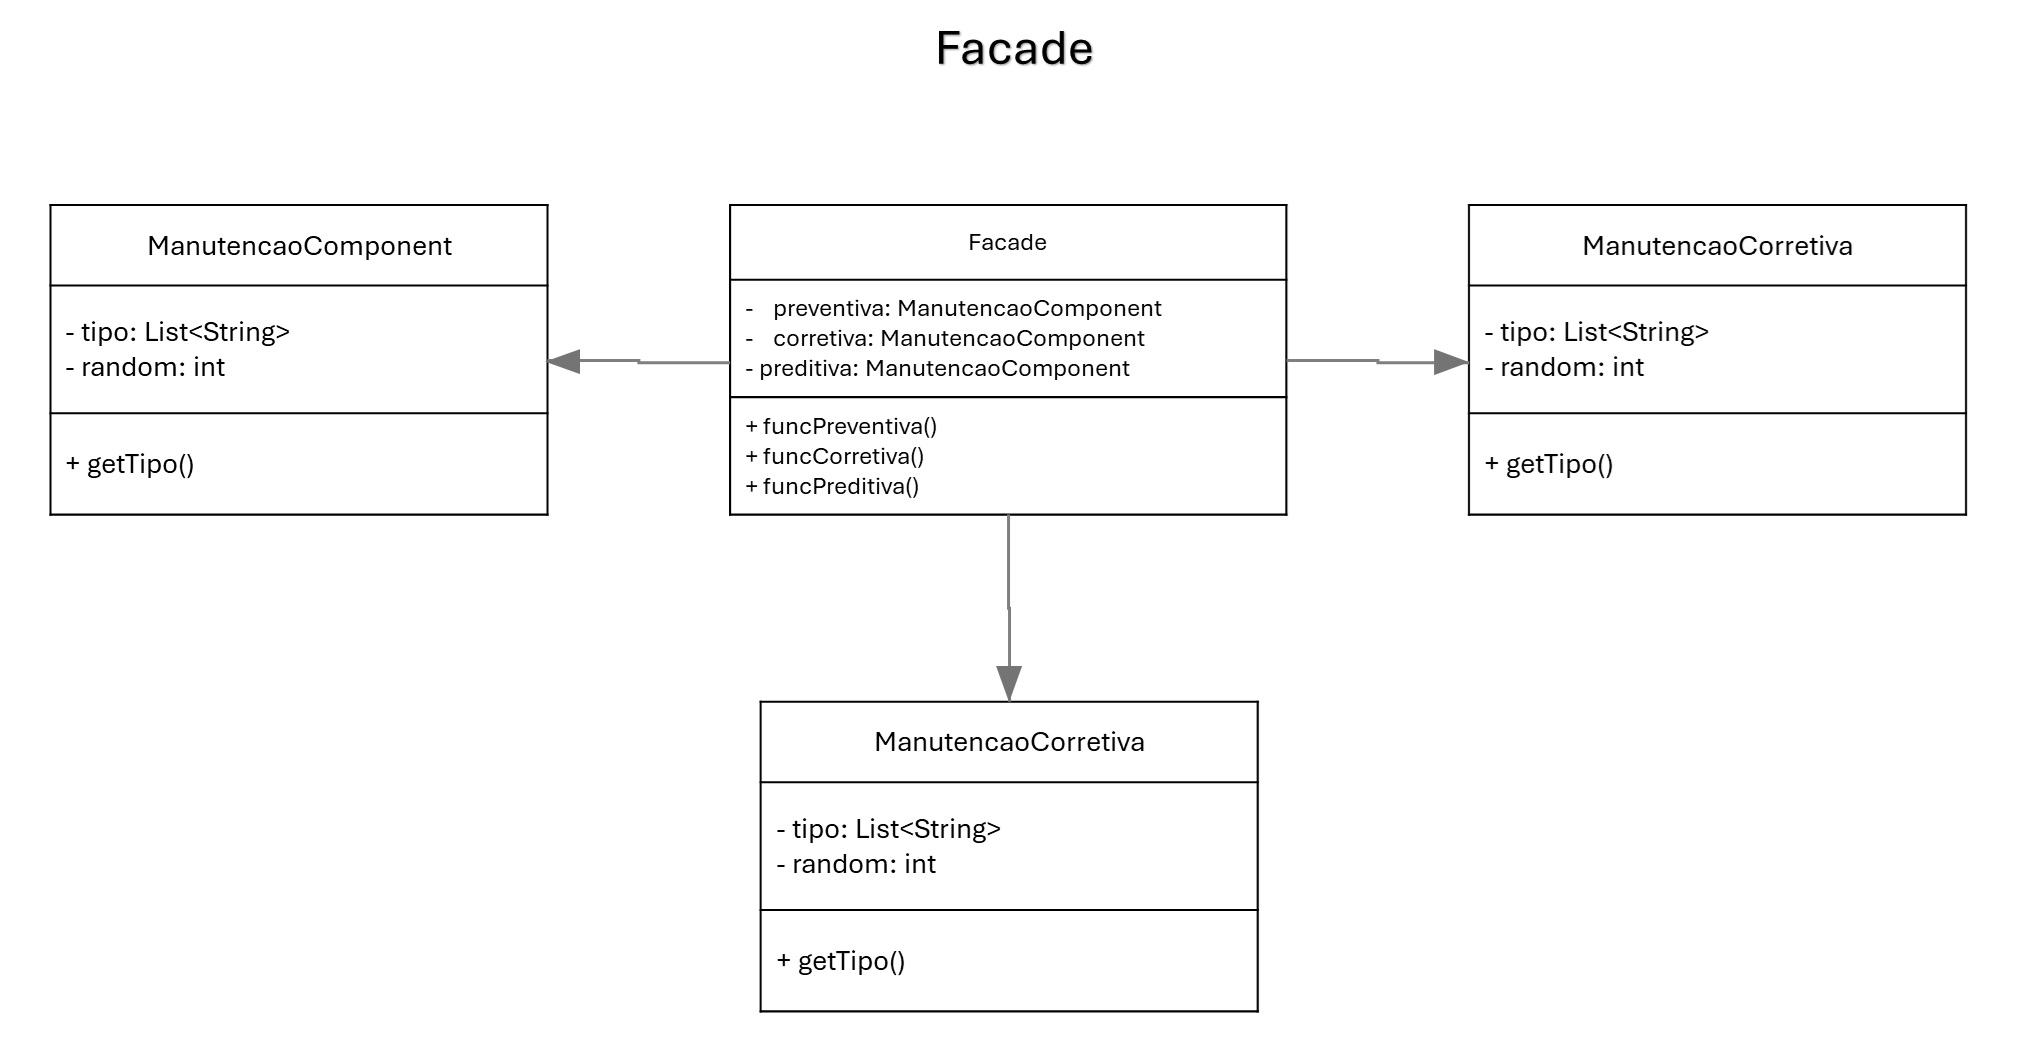 Facade
ManutencaoComponent
- tipo: List<String>
- random: int
+ getTipo()
Facade
- preventiva: ManutencaoComponent
- corretiva: ManutencaoComponent
- preditiva: ManutencaoComponent
+ funcPreventiva()
+ funcCorretiva()
+ funcPreditiva()
ManutencaoCorretiva
- tipo: List<String>
- random: int
+ getTipo()
ManutencaoCorretiva
- tipo: List<String>
- random: int
+ getTipo()